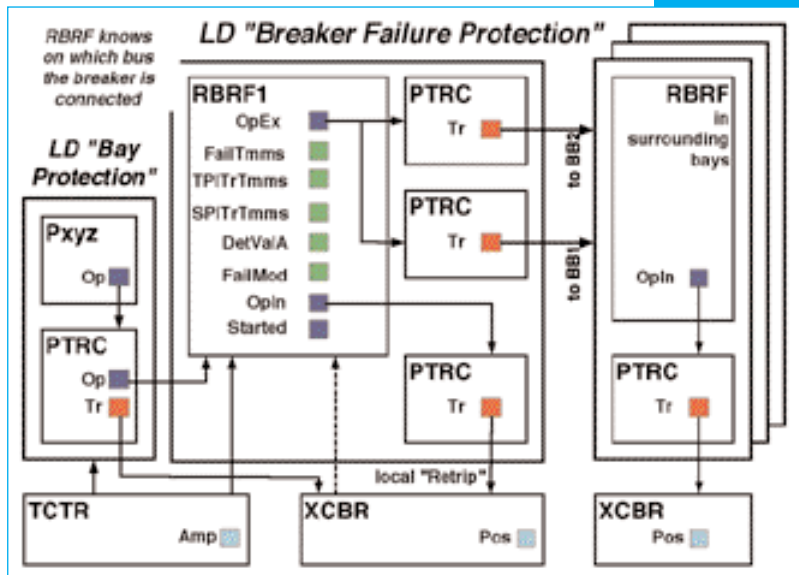 RBRF knows
on which bus
the breaker is
connected
LD "Breaker Failure Protection"
LD "Bay
Protection"
Pxyz
Op
PTRC
Op
Tr
RBRF1
OpEx
FailTmms
TPITrTmms
SPITrTmms
DetValA
FailMod
OpIn
Started
PTRC
Tr
PTRC
Tr
PTRC
Tr
to BB2
to BB1
RBRF
in
surrounding
bays
OpIn
PTRC
Tr
local "Retrip"
TCTR
Amp
XCBR
Pos
XCBR
Pos